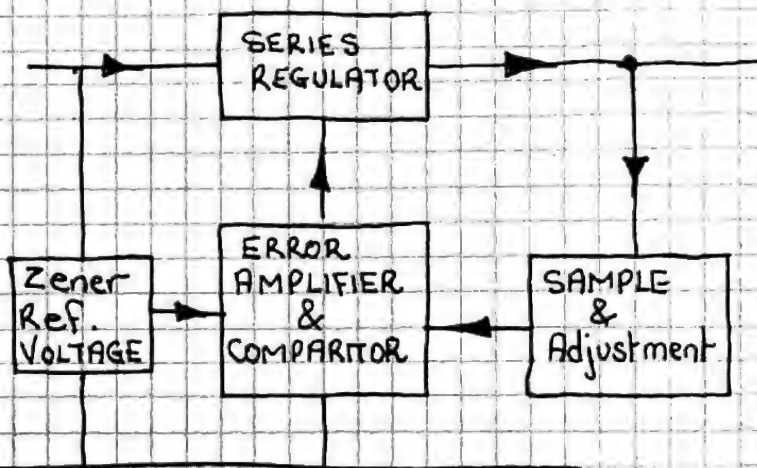 SERIES
REGULATOR
Zener
Ref.
VOLTAGE
ERROR
AMPLIFIER
&
COMPARITOR
SAMPLE
&
Adjustment